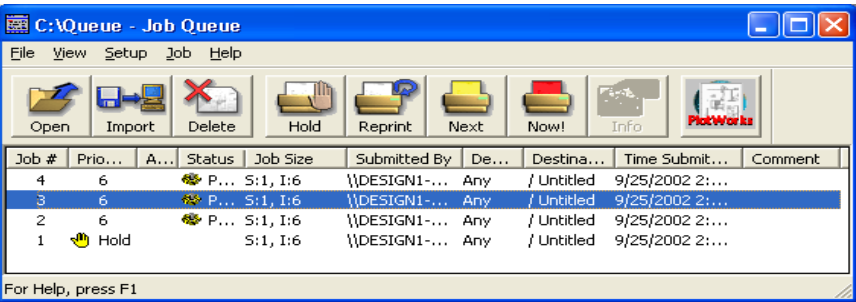 C:\Queue - Job Queue
File View Setup Job Help
Open Import Delete Hold Reprint Next Now! Info PlotWorks
Job # Prio... A... Status Job Size Submitted By De... Destina... Time Submit... Comment
4 6 P... S:1, I:6 \\DESIGN1-... Any / Untitled 9/25/2002 2:...
3 6 P... S:1, I:6 \\DESIGN1-... Any / Untitled 9/25/2002 2:...
2 6 P... S:1, I:6 \\DESIGN1-... Any / Untitled 9/25/2002 2:...
1 Hold S:1, I:6 \\DESIGN1-... Any / Untitled 9/25/2002 2:...
For Help, press F1